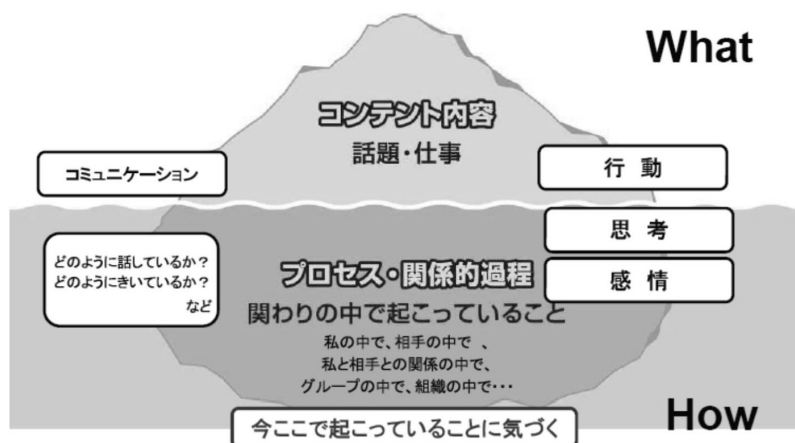 What
コンテント内容
話題・仕事
コミュニケーション
行動
思考
どのように話しているか？
どのようにきいているか？
など
プロセス・関係的過程
感情
関わりの中で起こっていること
私の中で、相手の中で 、
私と相手との関係の中で、
グループの中で、組織の中で・・・
How
今ここで起こっていることに気づく